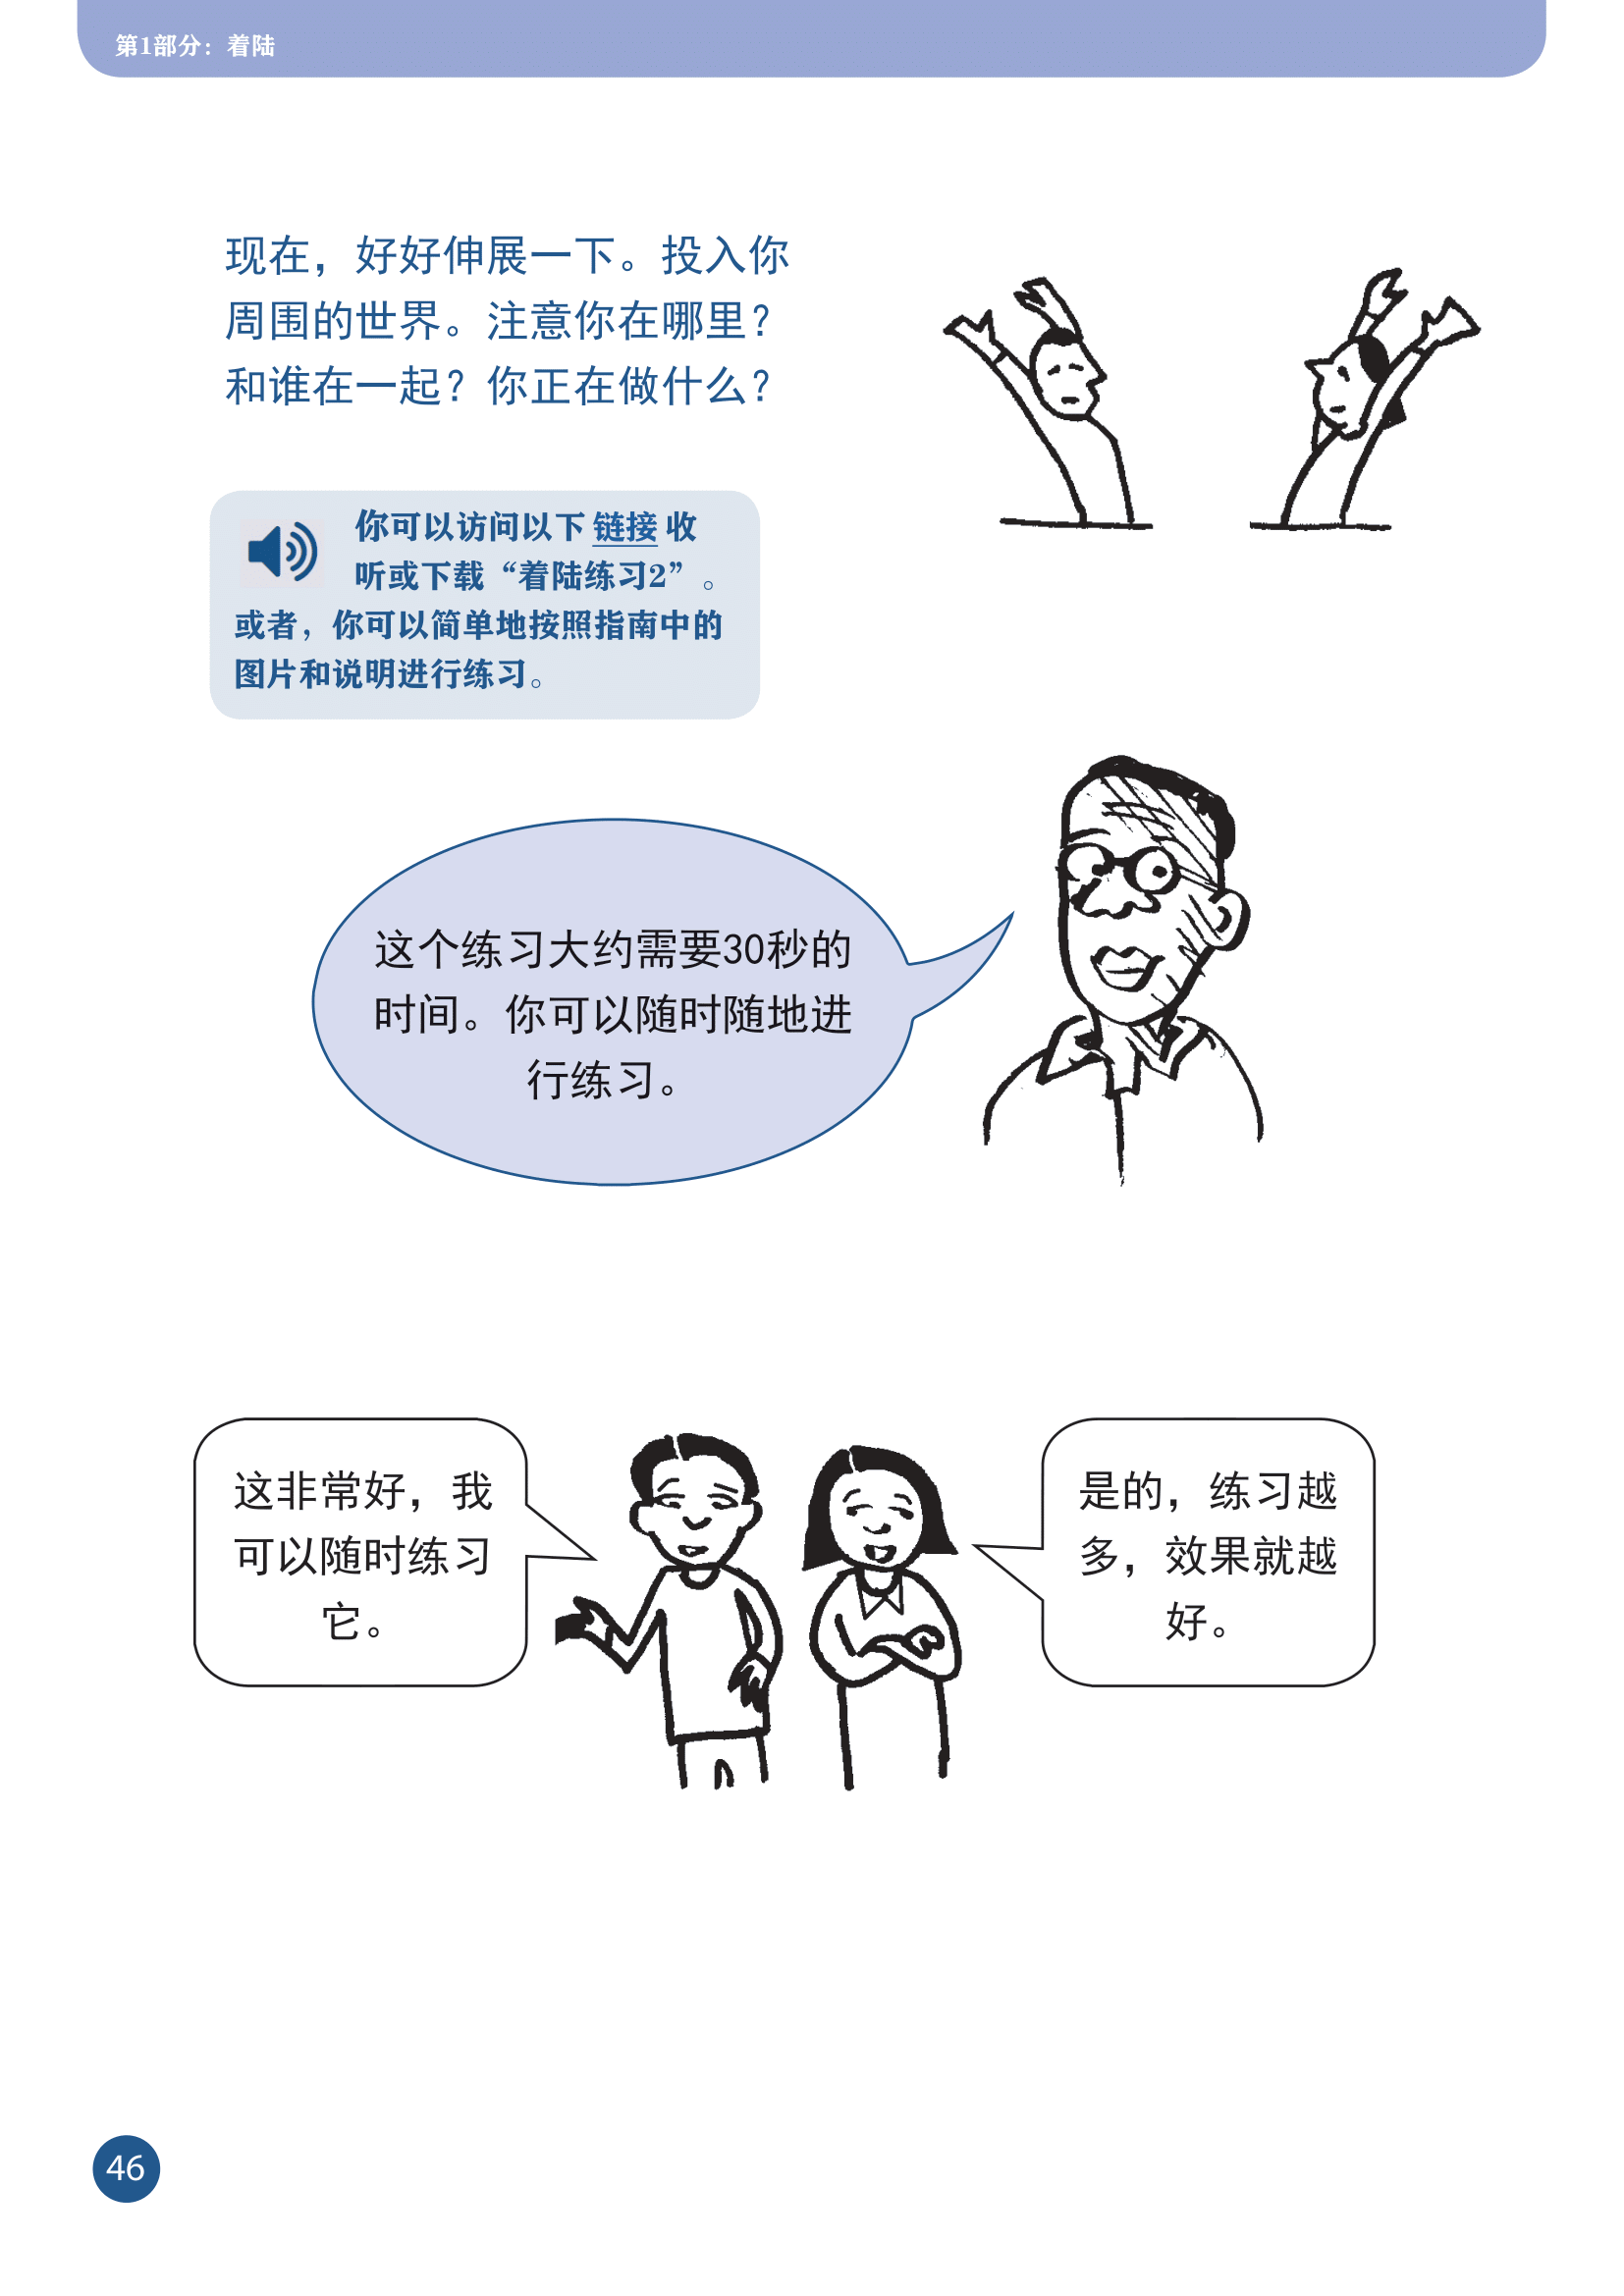 第1部分：着陆
现在，好好伸展一下。投入你
周围的世界。注意你在哪里？
和谁在一起？你正在做什么？
你可以访问以下 链接 收
听或下载“着陆练习2”。
或者，你可以简单地按照指南中的
图片和说明进行练习。
这个练习大约需要30秒的
时间。你可以随时随地进
行练习。
这非常好，我
可以随时练习
它。
是的，练习越
多，效果就越
好。
46